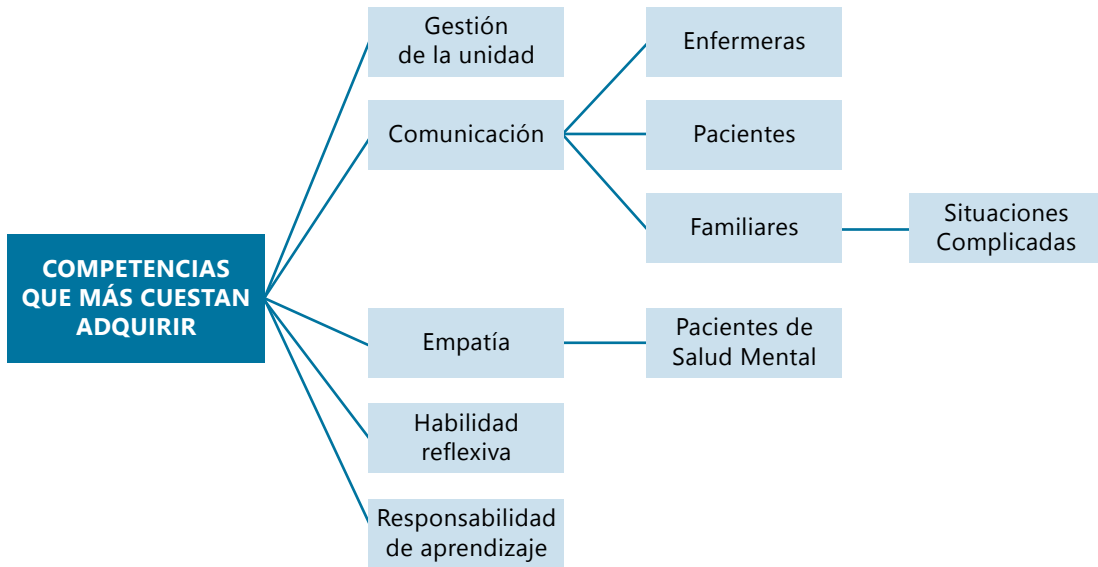 COMPETENCIAS
QUE MÁS CUESTAN
ADQUIRIR
Gestión
de la unidad
Comunicación
Enfermeras
Pacientes
Familiares
Situaciones
Complicadas
Empatía
Pacientes de
Salud Mental
Habilidad
reflexiva
Responsabilidad
de aprendizaje